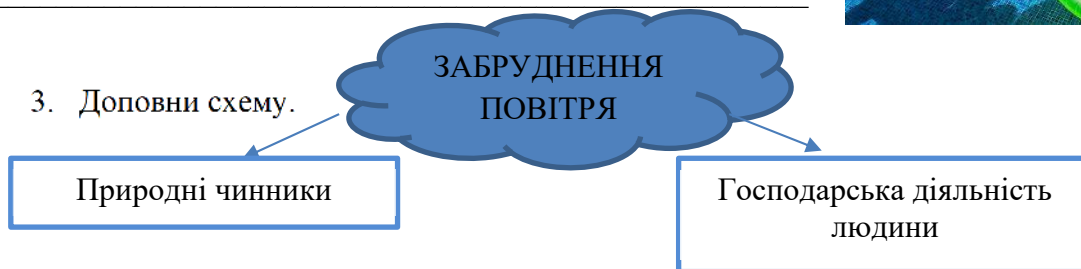 ЗАБРУДНЕННЯ
ПОВІТРЯ
3. Доповни схему.
Природні чинники
Господарська діяльність
людини